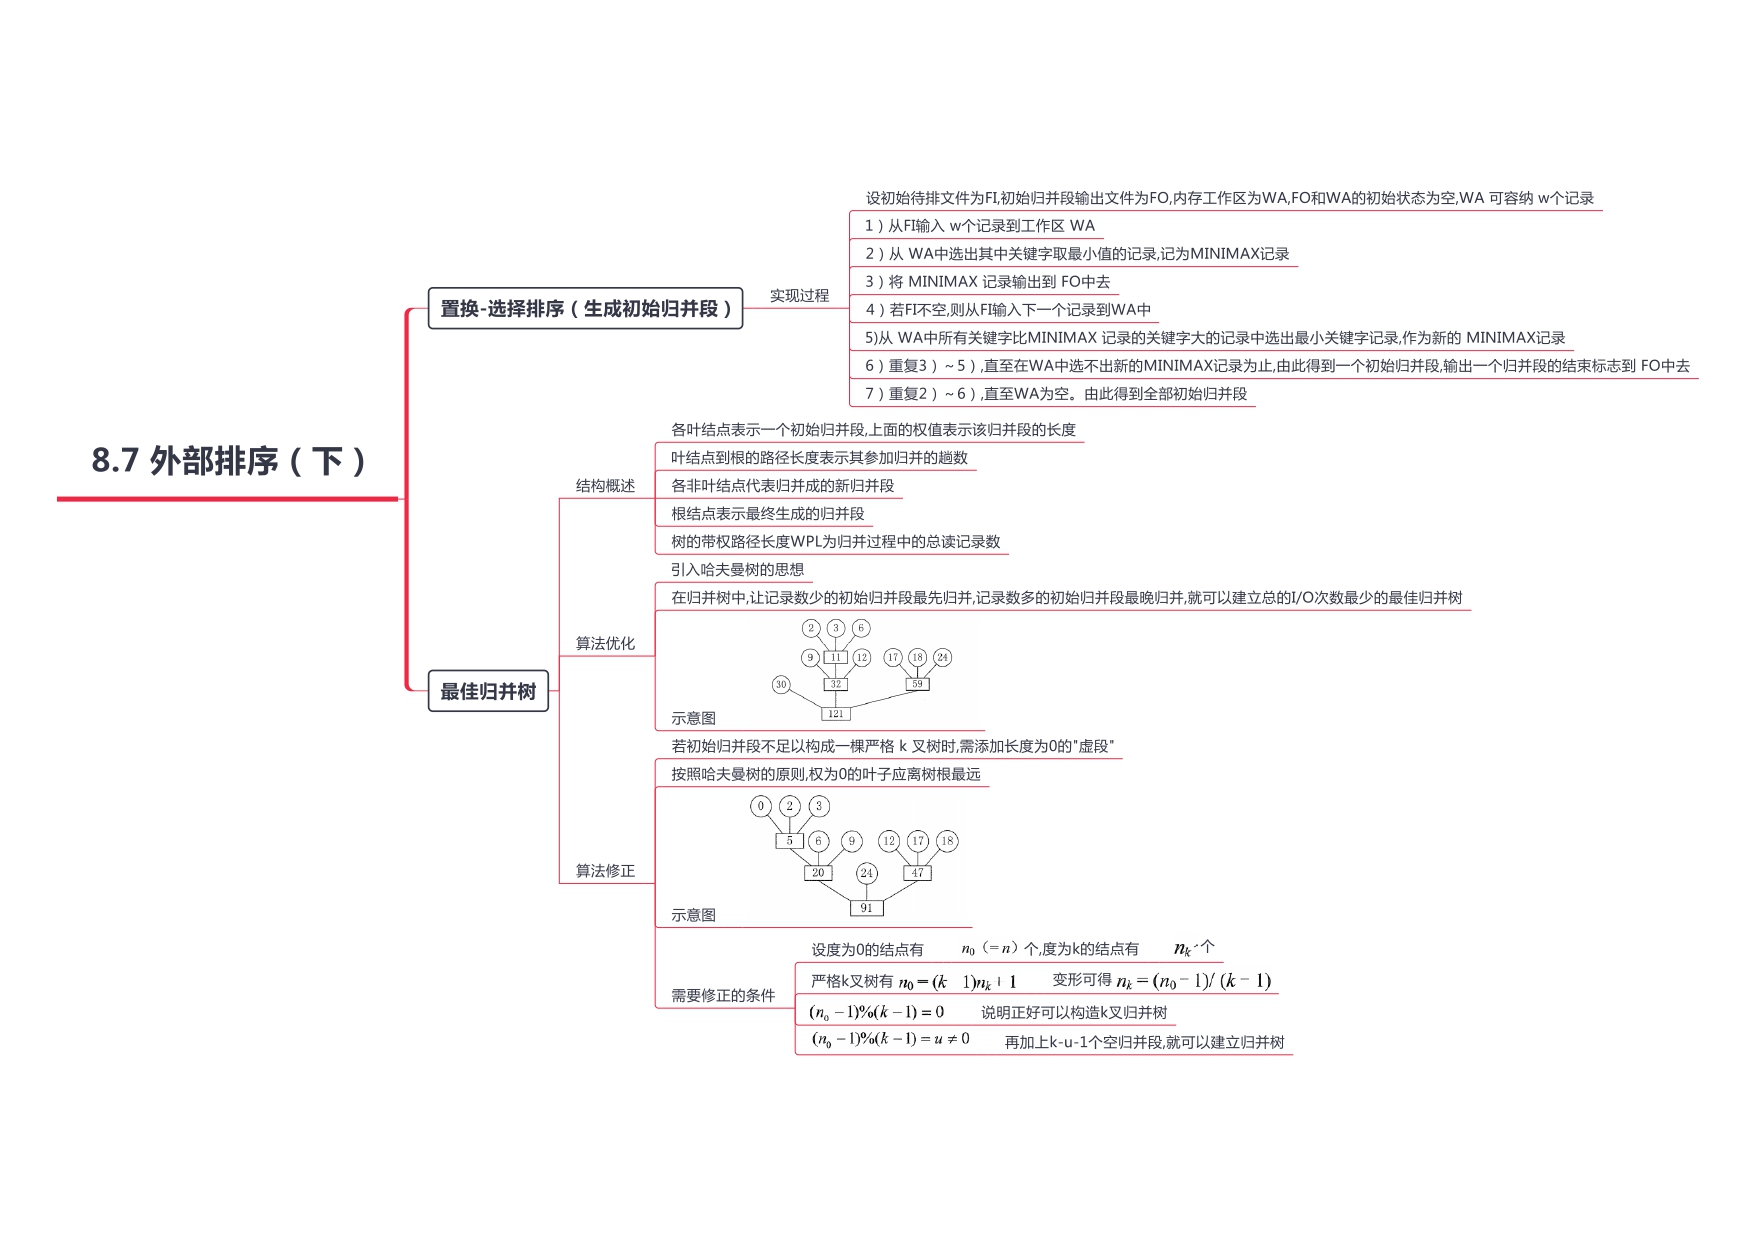 8.7 外部排序（下）
置换-选择排序（生成初始归并段）
实现过程
设初始待排文件为FI,初始归并段输出文件为FO,内存工作区为WA,FO和WA的初始状态为空,WA 可容纳 w个记录
1）从FI输入 w个记录到工作区 WA
2）从 WA中选出其中关键字取最小值的记录,记为MINIMAX记录
3）将 MINIMAX 记录输出到 FO中去
4）若FI不空,则从FI输入下一个记录到WA中
5)从 WA中所有关键字比MINIMAX 记录的关键字大的记录中选出最小关键字记录,作为新的 MINIMAX记录
6）重复3）~5）,直至在WA中选不出新的MINIMAX记录为止,由此得到一个初始归并段,输出一个归并段的结束标志到 FO中去
7）重复2）~6）,直至WA为空。由此得到全部初始归并段
最佳归并树
结构概述
各叶结点表示一个初始归并段,上面的权值表示该归并段的长度
叶结点到根的路径长度表示其参加归并的趟数
各非叶结点代表归并成的新归并段
根结点表示最终生成的归并段
树的带权路径长度WPL为归并过程中的总读记录数
算法优化
引入哈夫曼树的思想
在归并树中,让记录数少的初始归并段最先归并,记录数多的初始归并段最晚归并,就可以建立总的I/O次数最少的最佳归并树
2 3 6
9 11 12 17 18 24
30 32 59
121
示意图
算法修正
若初始归并段不足以构成一棵严格 k 叉树时,需添加长度为0的"虚段"
按照哈夫曼树的原则,权为0的叶子应离树根最远
0 2 3
5 6 9 12 17 18
20 24 47
91
示意图
需要修正的条件
设度为0的结点有 n₀（=n）个,度为k的结点有 nₖ 个
严格k叉树有 n₀=(k 1)nₖ+1 变形可得 nₖ=(n₀−1)/(k−1)
(n₀−1)%(k−1)=0 说明正好可以构造k叉归并树
(n₀−1)%(k−1)=u≠0 再加上k-u-1个空归并段,就可以建立归并树